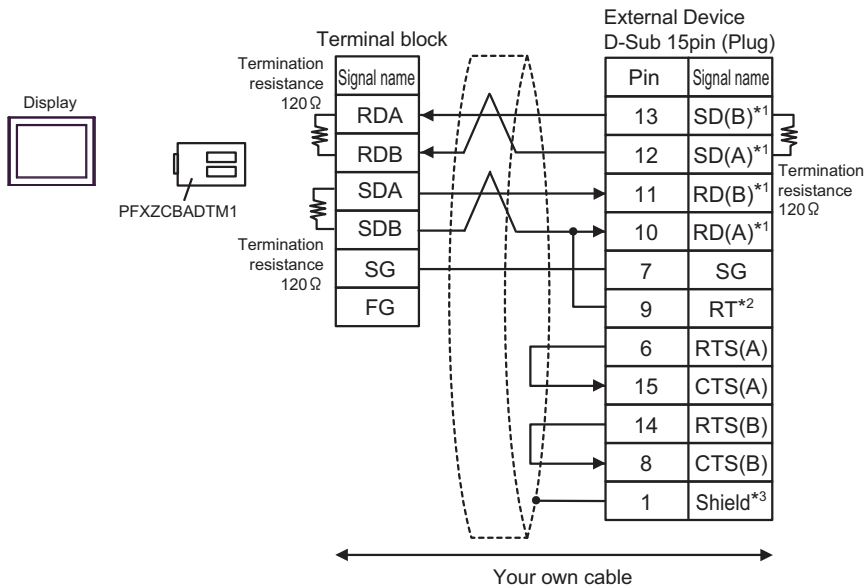 External Device
D-Sub 15pin (Plug)
Terminal block
Termination
resistance
120Ω
Display
PFXZCBADTM1
Signal name
RDA
RDB
SDA
SDB
SG
FG
Termination
resistance
120Ω
Pin Signal name
13 SD(B)*1
12 SD(A)*1
11 RD(B)*1
10 RD(A)*1
7 SG
9 RT*2
6 RTS(A)
15 CTS(A)
14 RTS(B)
8 CTS(B)
1 Shield*3
Termination
resistance
120Ω
Your own cable